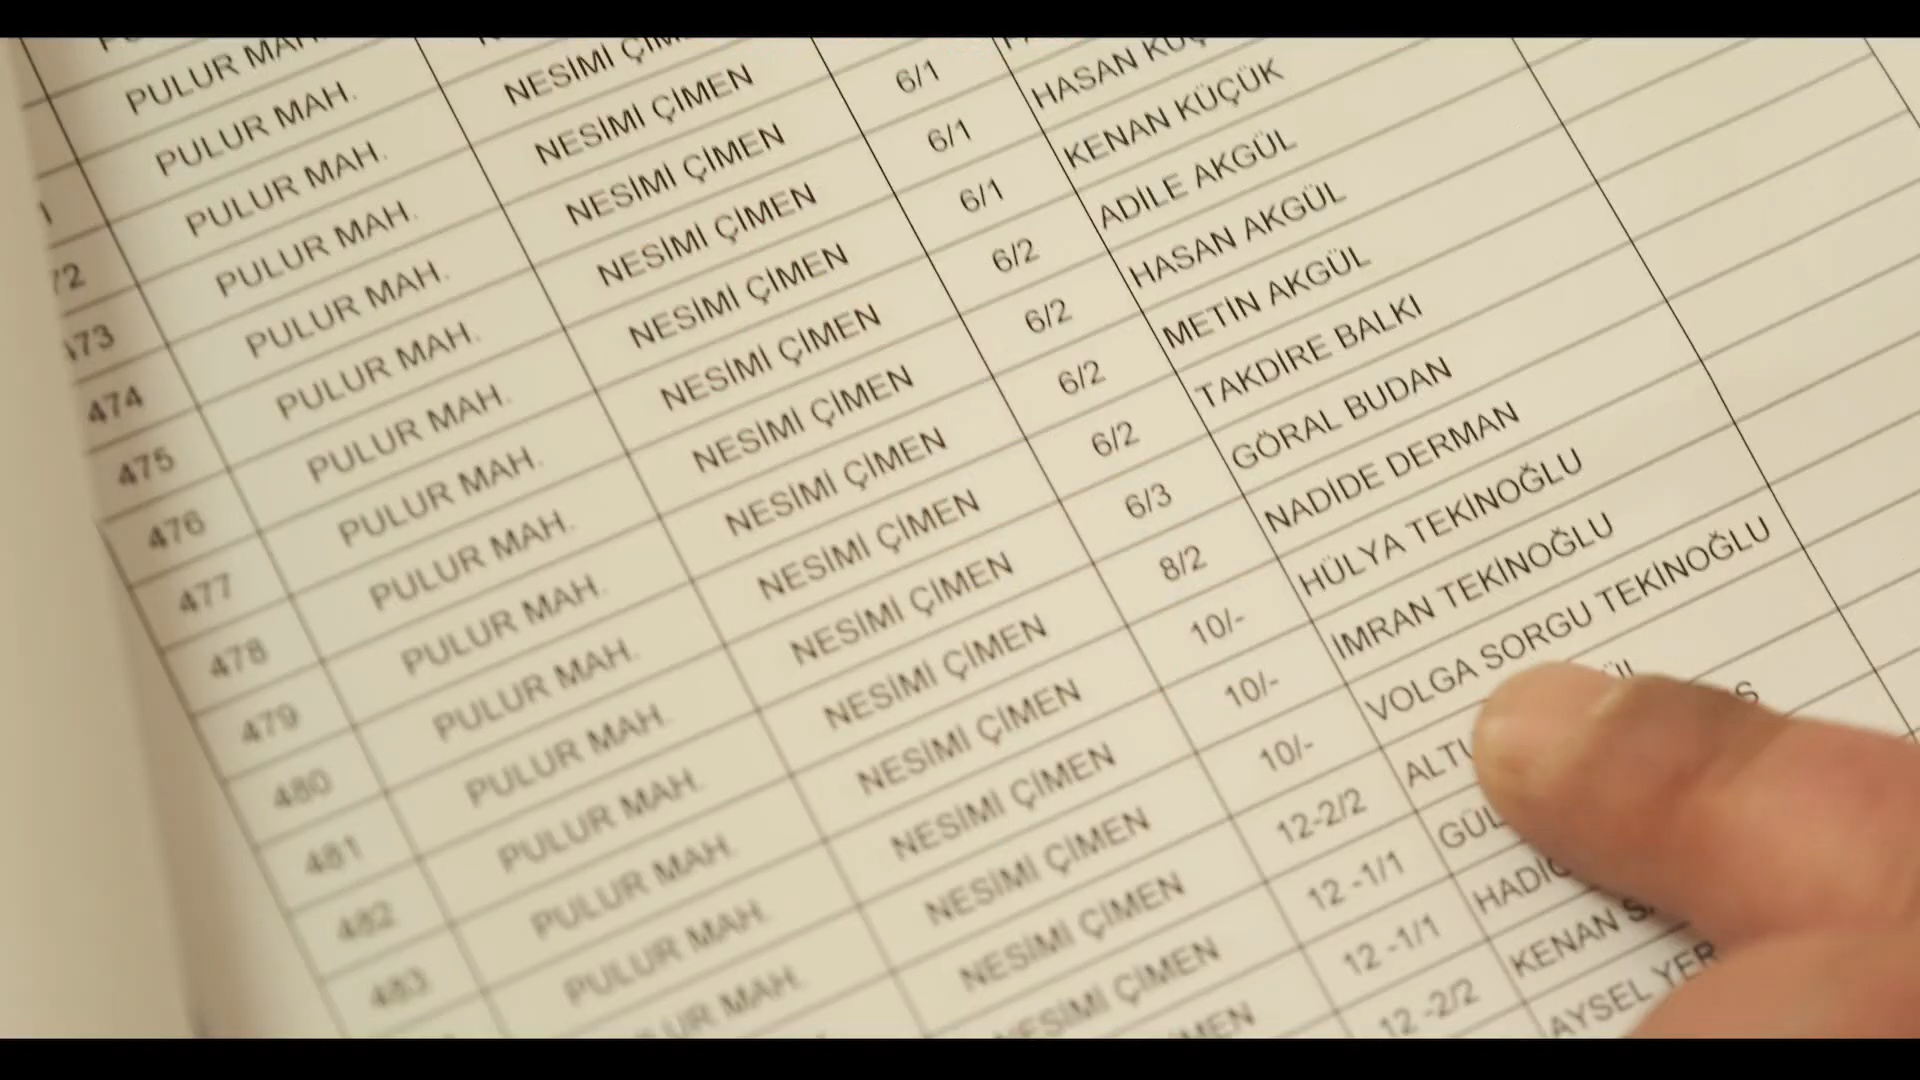 PULUR MAH.
PULUR MAH.
PULUR MAH. NESİMİ
473 PULUR MAH. NESİMİ ÇİMEN
474 PULUR MAH. NESİMİ ÇİMEN 6/1
475 PULUR MAH. NESİMİ ÇİMEN 6/1 HASAN
476 PULUR MAH. NESİMİ ÇİMEN 6/1 KENAN KÜÇÜK
477 PULUR MAH. NESİMİ ÇİMEN 6/2 ADİLE AKGÜL
478 PULUR MAH. NESİMİ ÇİMEN 6/2 HASAN AKGÜL
479 PULUR MAH. NESİMİ ÇİMEN 6/2 METİN AKGÜL
480 PULUR MAH. NESİMİ ÇİMEN 6/2 TAKDİRE BALKI
481 PULUR MAH. NESİMİ ÇİMEN 6/3 GÖRAL BUDAN
482 PULUR MAH. NESİMİ ÇİMEN 8/2 NADİDE DERMAN
483 PULUR MAH. NESİMİ ÇİMEN 10/- HÜLYA TEKİNOĞLU
PULUR MAH. NESİMİ ÇİMEN 10/- İMRAN TEKİNOĞLU
MAH. NESİMİ ÇİMEN 10/- VOLGA SORGU TEKİNOĞLU
NESİMİ ÇİMEN 12-2/2
NESİMİ ÇİMEN 12 -1/1
ÇİMEN 12 -1/1
12 -2/2 KENAN
AYSEL